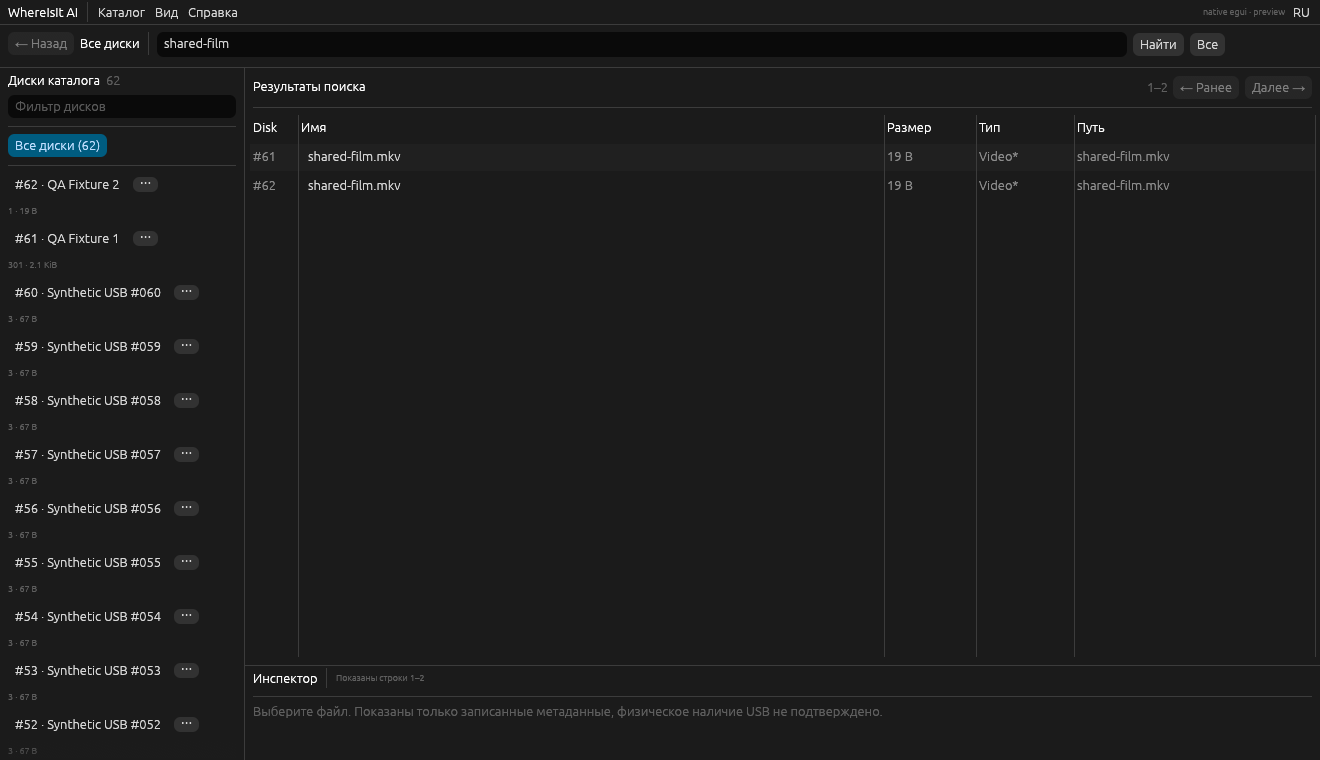 WhereIsIt AI Каталог Вид Справка native egui · preview RU
← Назад Все диски shared-film Найти Все
Диски каталога 62
Фильтр дисков
Все диски (62)
#62 · QA Fixture 2 ···
1 · 19 B
#61 · QA Fixture 1 ···
301 · 2.1 KiB
#60 · Synthetic USB #060 ···
3 · 67 B
#59 · Synthetic USB #059 ···
3 · 67 B
#58 · Synthetic USB #058 ···
3 · 67 B
#57 · Synthetic USB #057 ···
3 · 67 B
#56 · Synthetic USB #056 ···
3 · 67 B
#55 · Synthetic USB #055 ···
3 · 67 B
#54 · Synthetic USB #054 ···
3 · 67 B
#53 · Synthetic USB #053 ···
3 · 67 B
#52 · Synthetic USB #052 ···
3 · 67 B
Результаты поиска 1–2 ← Ранее Далее →
Disk Имя Размер Тип Путь
#61 shared-film.mkv 19 B Video* shared-film.mkv
#62 shared-film.mkv 19 B Video* shared-film.mkv
Инспектор Показаны строки 1–2
Выберите файл. Показаны только записанные метаданные, физическое наличие USB не подтверждено.